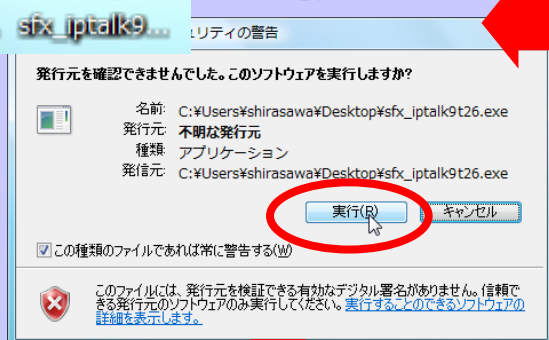 sfx_iptalk9...
ュリティの警告
発行元を確認できませんでした。このソフトウェアを実行しますか?
名前: C:¥Users¥shirasawa¥Desktop¥sfx_iptalk9t26.exe
発行元: 不明な発行元
種類: アプリケーション
発信元: C:¥Users¥shirasawa¥Desktop¥sfx_iptalk9t26.exe
実行(R) キャンセル
この種類のファイルであれば常に警告する(W)
このファイルには、発行元を検証できる有効なデジタル署名がありません。信頼で
きる発行元のソフトウェアのみ実行してください。実行することのできるソフトウェアの
詳細を表示します。